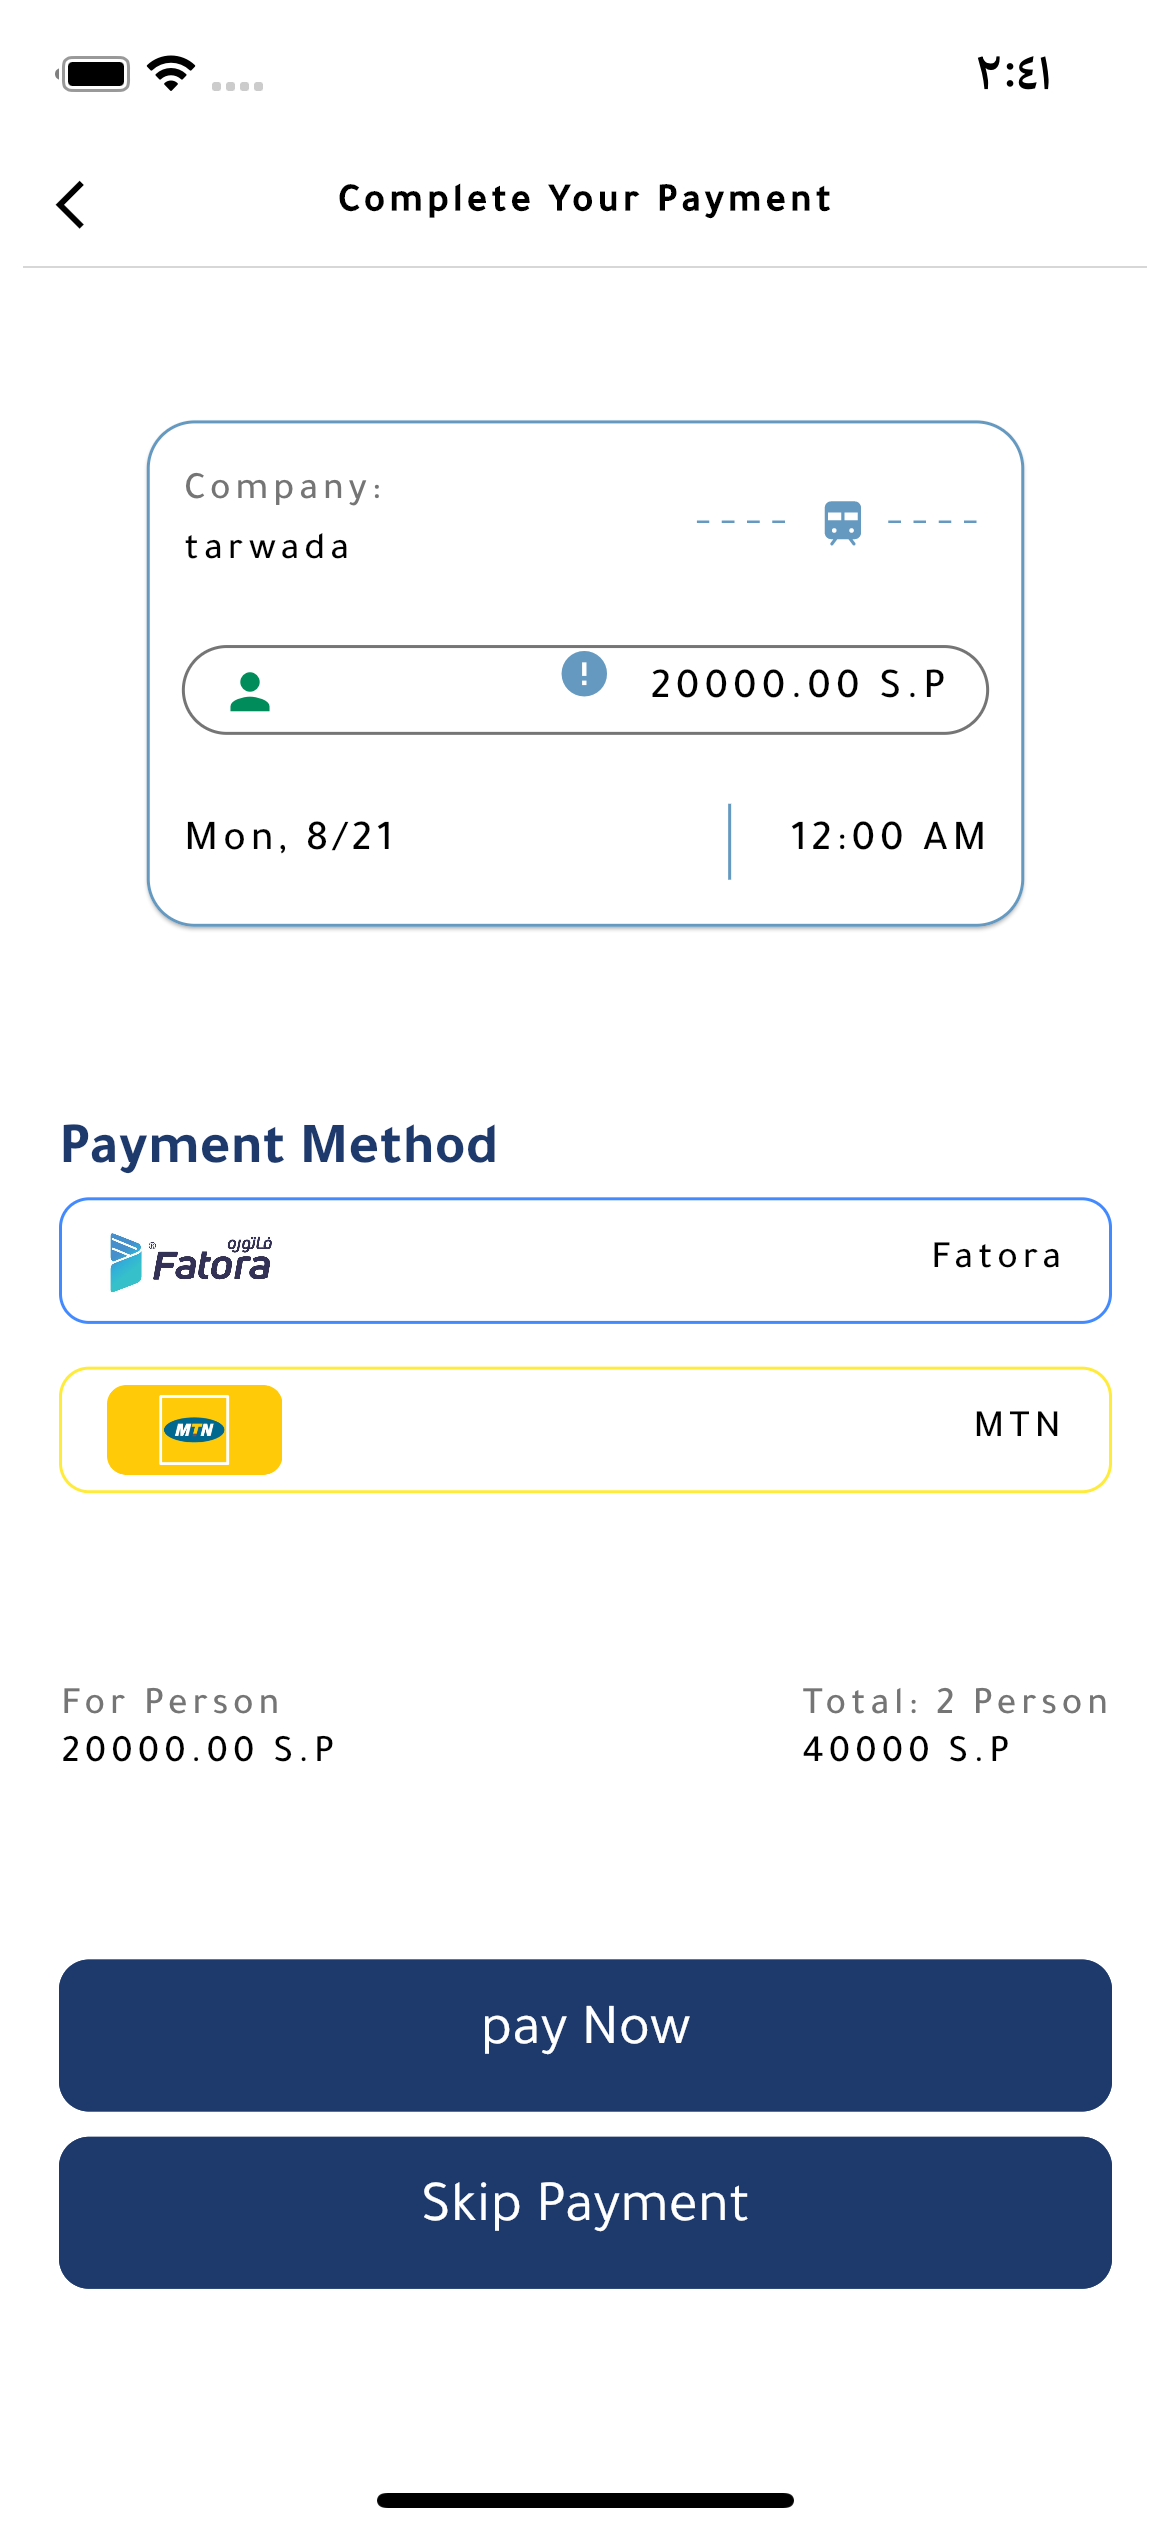 ٢:٤١
Complete Your Payment
Company:
tarwada
20000.00 S.P
Mon, 8/21
12:00 AM
Payment Method
فاتورة
Fatora®
Fatora
MTN
MTN
For Person
20000.00 S.P
Total: 2 Person
40000 S.P
pay Now
Skip Payment